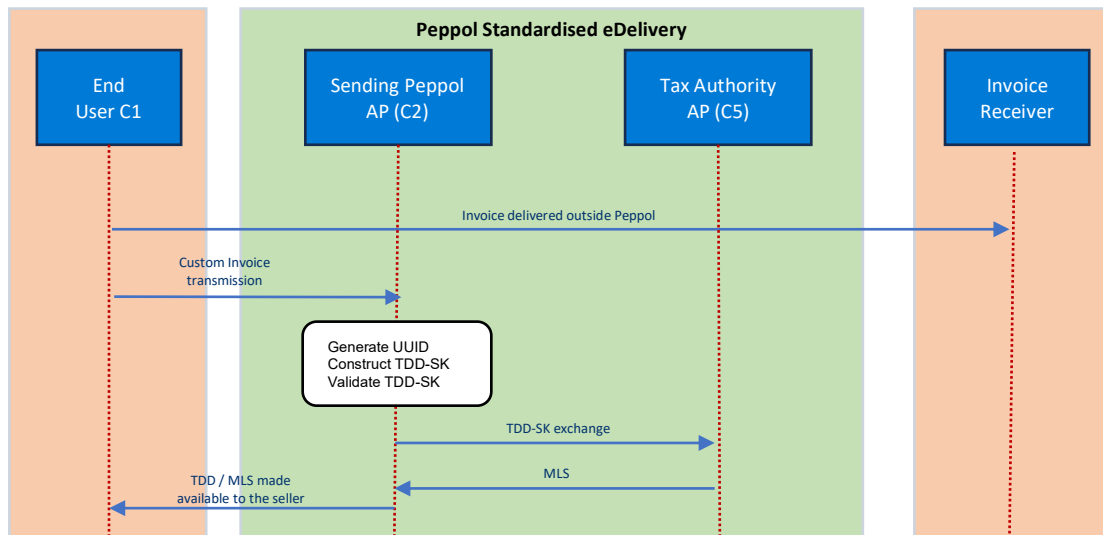 Peppol Standardised eDelivery
End
User C1
Sending Peppol
AP (C2)
Tax Authority
AP (C5)
Invoice
Receiver
Invoice delivered outside Peppol
Custom Invoice
transmission
Generate UUID
Construct TDD-SK
Validate TDD-SK
TDD-SK exchange
MLS
TDD / MLS made
available to the seller